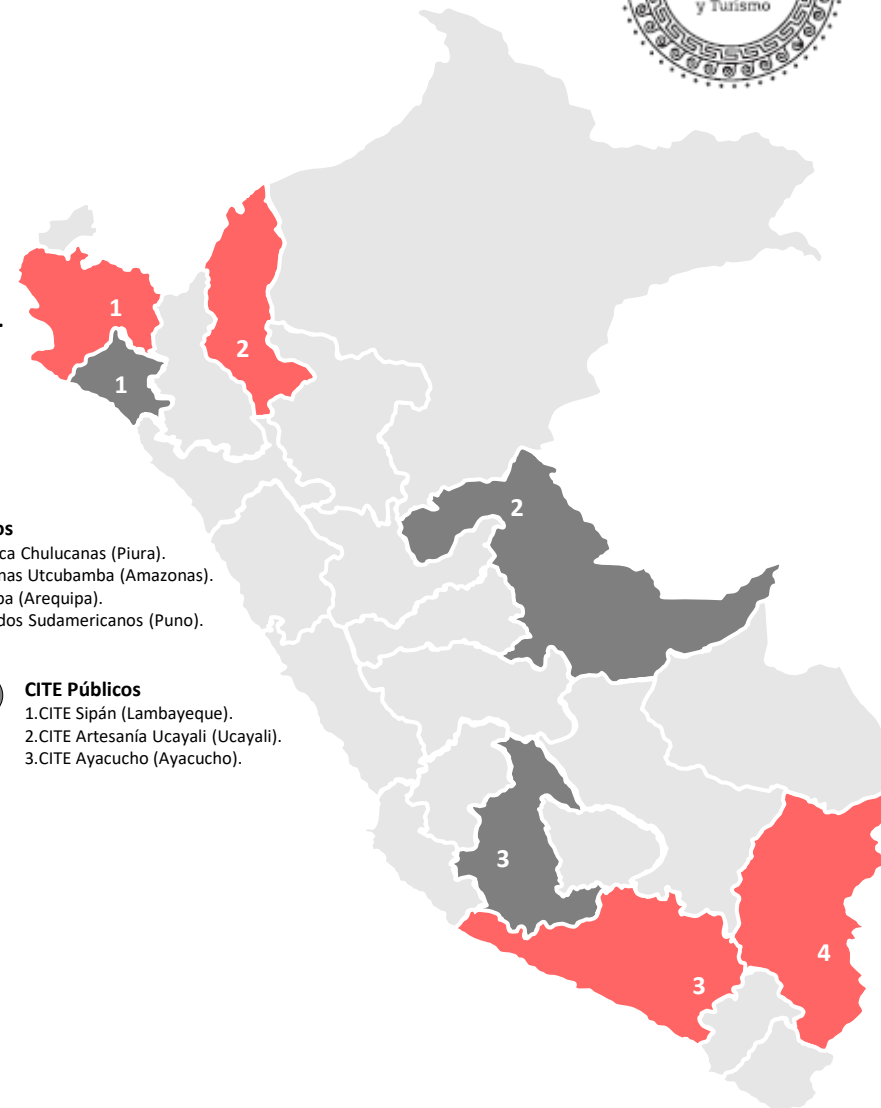 y Turismo
1
2
1
2
3
3
4
os
ca Chulucanas (Piura).
nas Utcubamba (Amazonas).
pa (Arequipa).
dos Sudamericanos (Puno).
CITE Públicos
1.CITE Sipán (Lambayeque).
2.CITE Artesanía Ucayali (Ucayali).
3.CITE Ayacucho (Ayacucho).